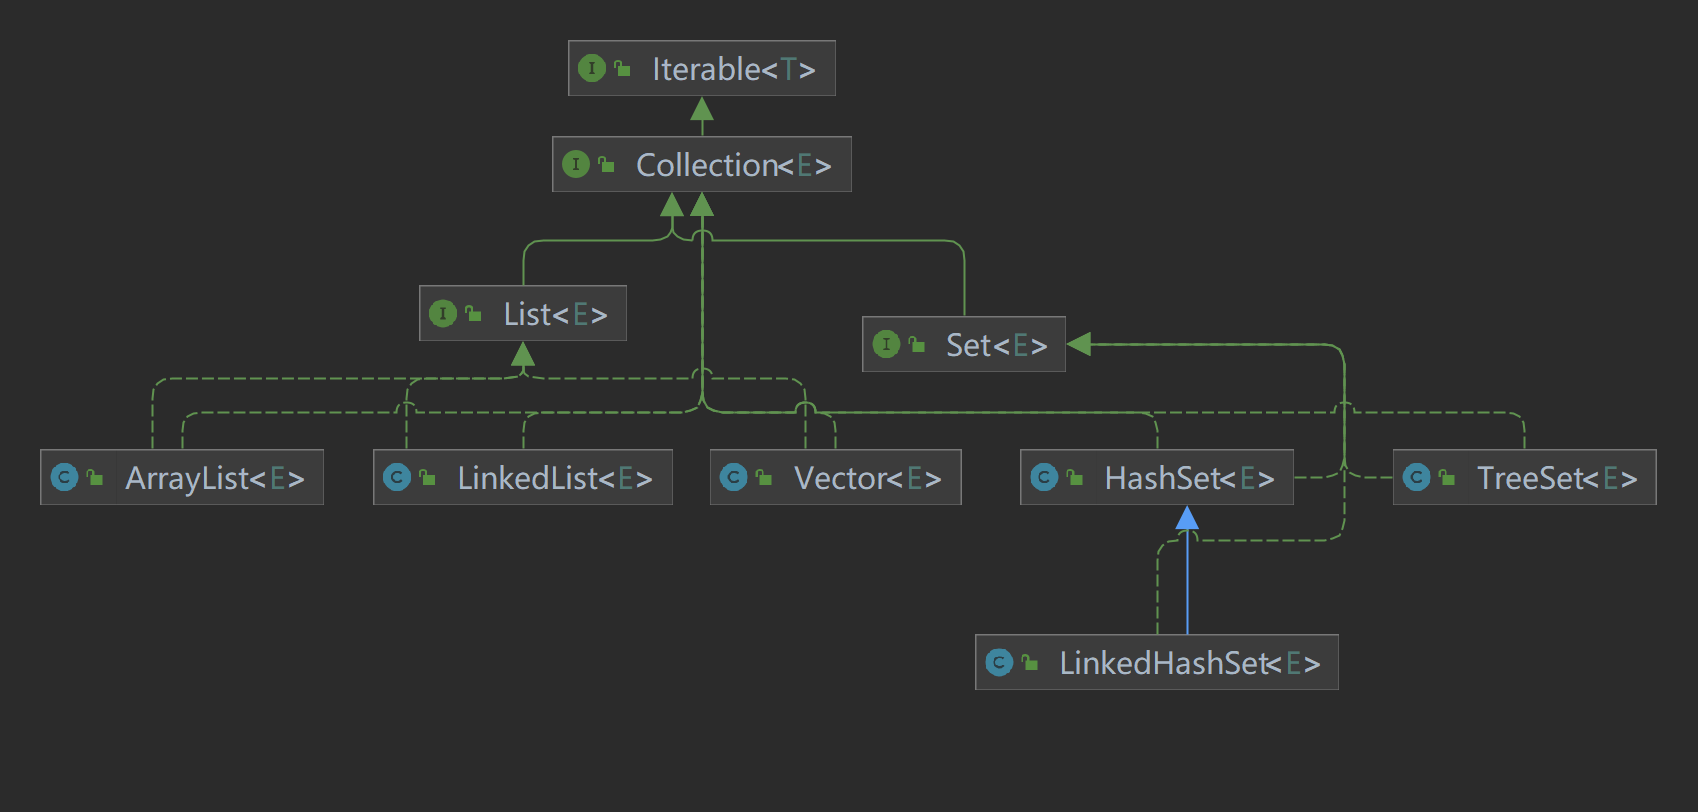 I Iterable<T>
I Collection<E>
I List<E>
I Set<E>
C ArrayList<E>
C LinkedList<E>
C Vector<E>
C HashSet<E>
C TreeSet<E>
C LinkedHashSet<E>